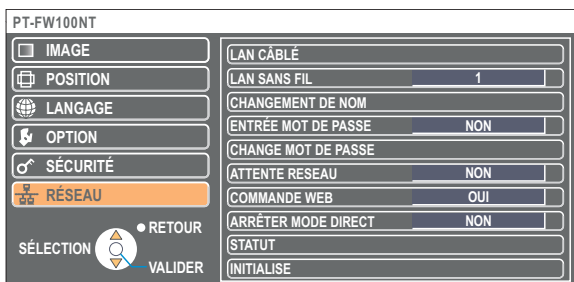 PT-FW100NT
IMAGE
POSITION
LANGAGE
OPTION
SÉCURITÉ
RÉSEAU
RETOUR
SÉLECTION
VALIDER
LAN CÂBLÉ
LAN SANS FIL 1
CHANGEMENT DE NOM
ENTRÉE MOT DE PASSE NON
CHANGE MOT DE PASSE
ATTENTE RESEAU NON
COMMANDE WEB OUI
ARRÊTER MODE DIRECT NON
STATUT
INITIALISE